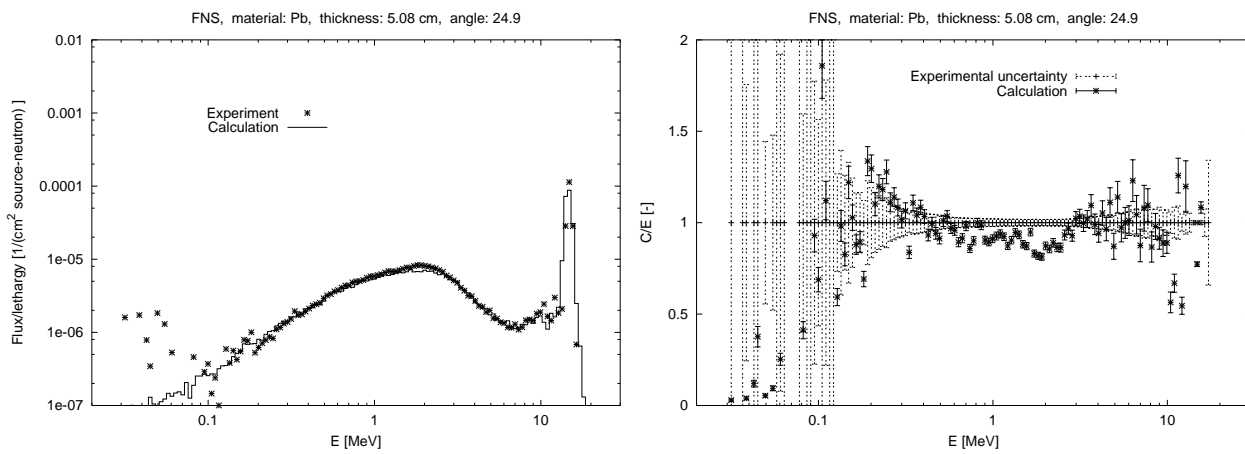 FNS, material: Pb, thickness: 5.08 cm, angle: 24.9
0.01
0.001
0.0001
1e-05
1e-06
1e-07
Flux/lethargy [1/(cm² source-neutron) ]
Experiment
Calculation
0.1
1
10
E [MeV]
FNS, material: Pb, thickness: 5.08 cm, angle: 24.9
2
1.5
1
0.5
0
C/E [-]
Experimental uncertainty
Calculation
0.1
1
10
E [MeV]